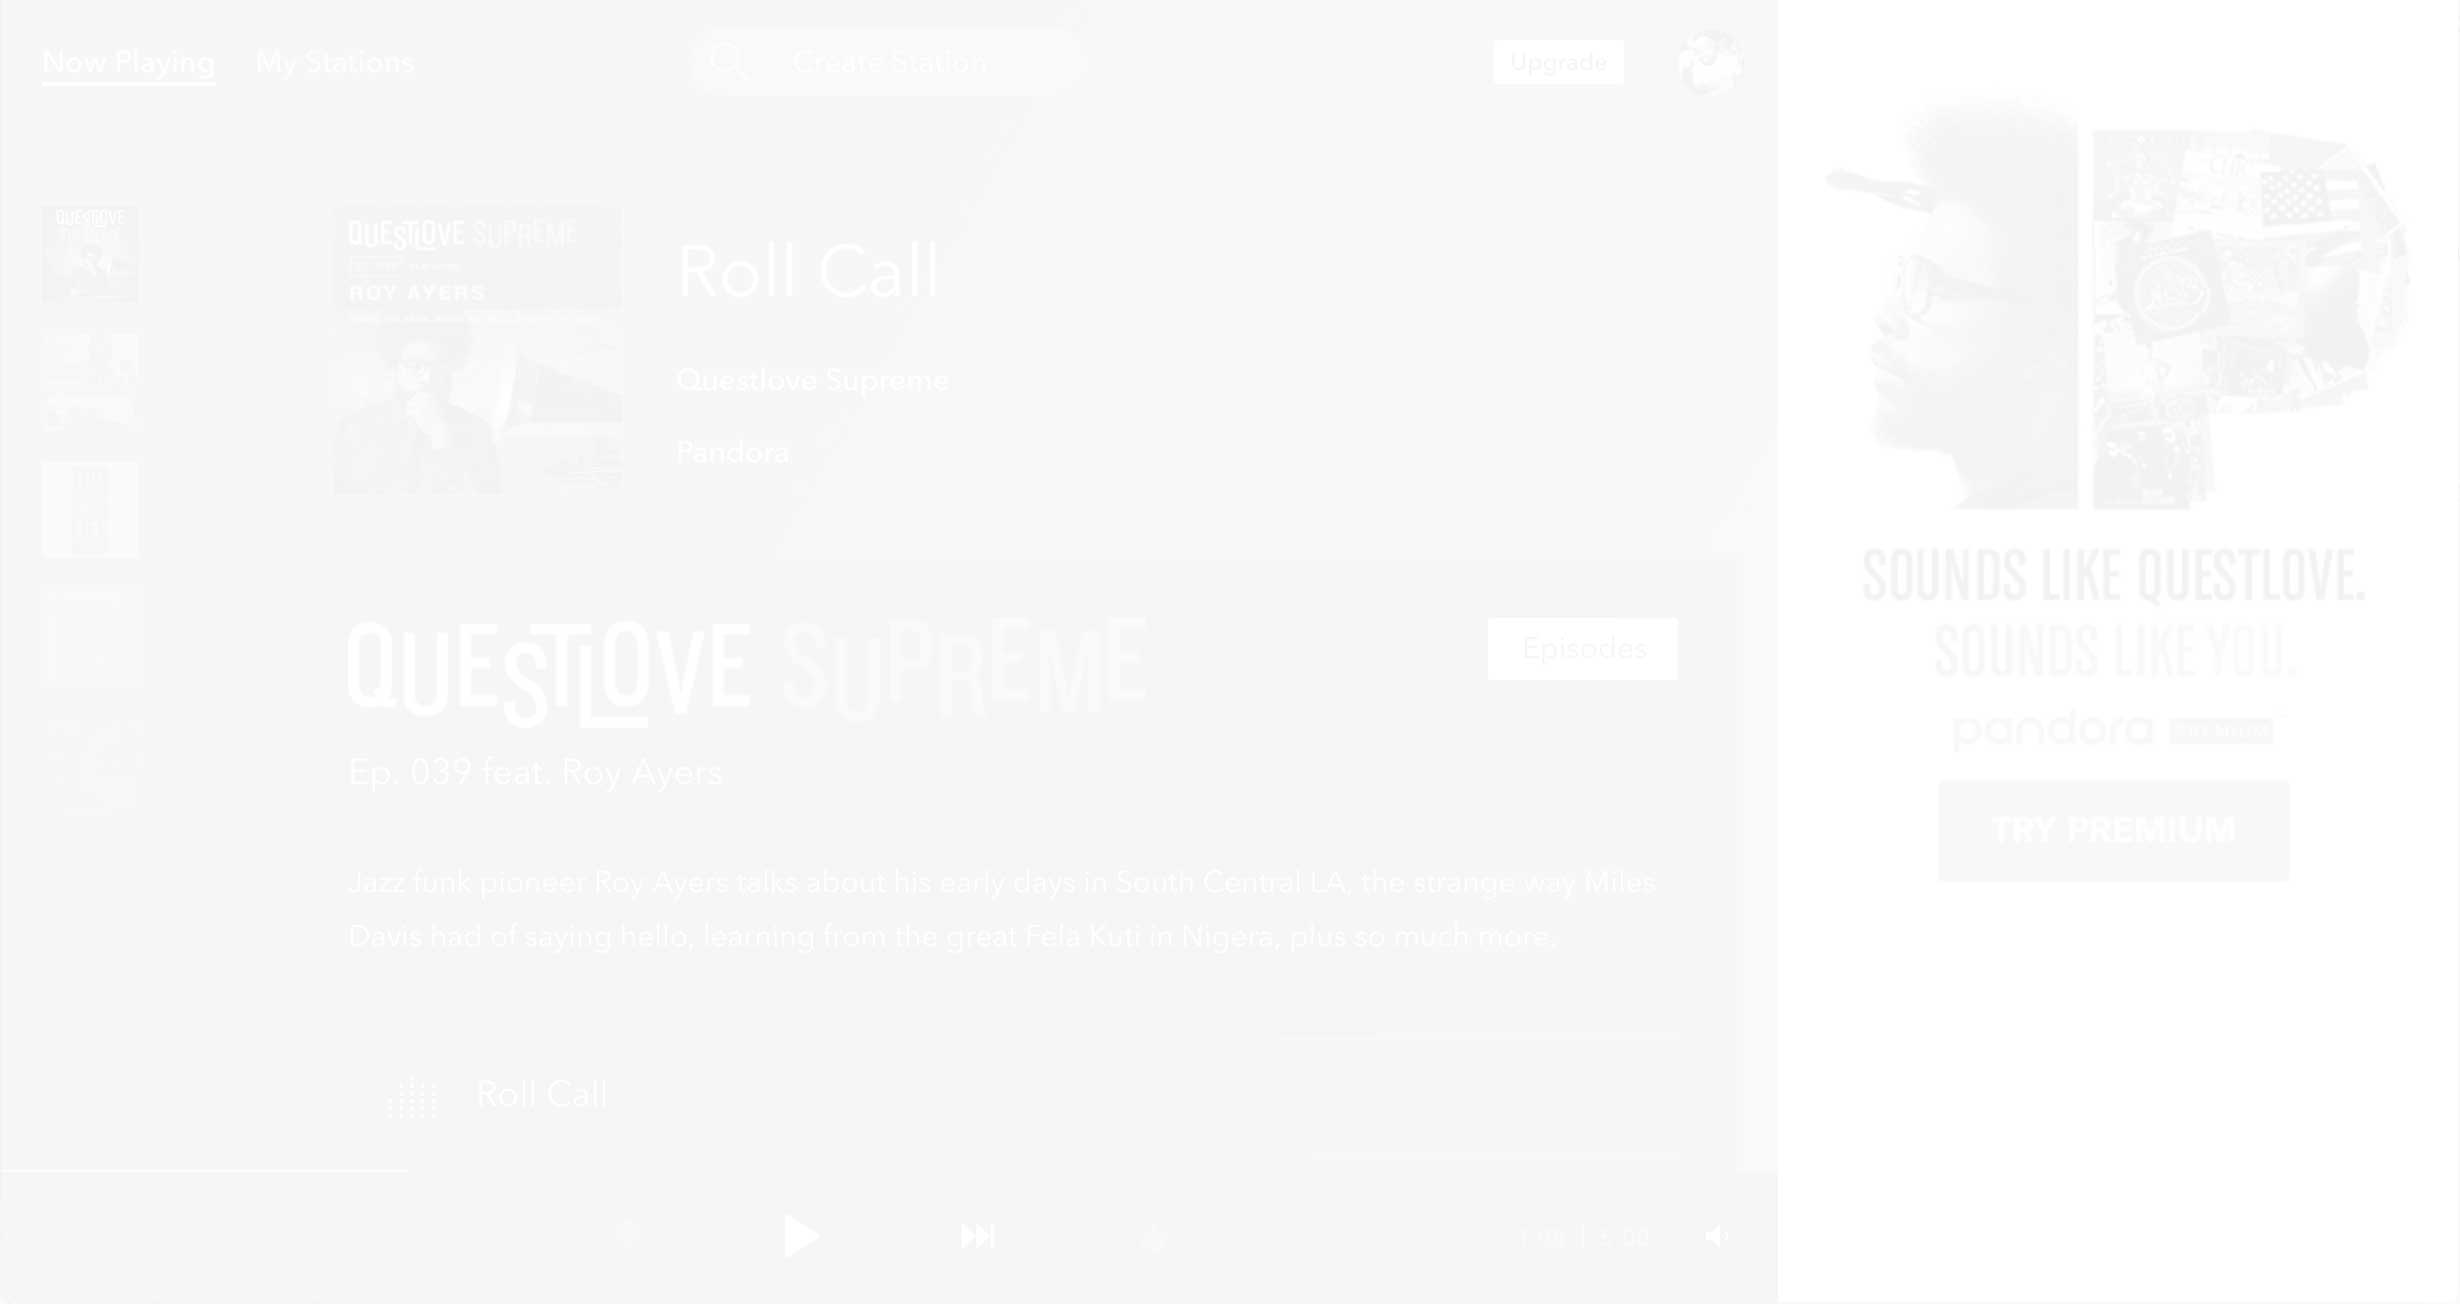 Now Playing
My Stations
Create Station
Upgrade
QUESTLOVE
QUESTLOVE SUPREME
ROY AYERS
Roll Call
Questlove Supreme
Pandora
QUESTLOVE SUPREME
Episodes
Ep. 039 feat. Roy Ayers
Jazz funk pioneer Roy Ayers talks about his early days in South Central LA, the strange way Miles
Davis had of saying hello, learning from the great Fela Kuti in Nigera, plus so much more.
Roll Call
SOUNDS LIKE QUESTLOVE.
SOUNDS LIKE YOU.
pandora PREMIUM
TRY PREMIUM